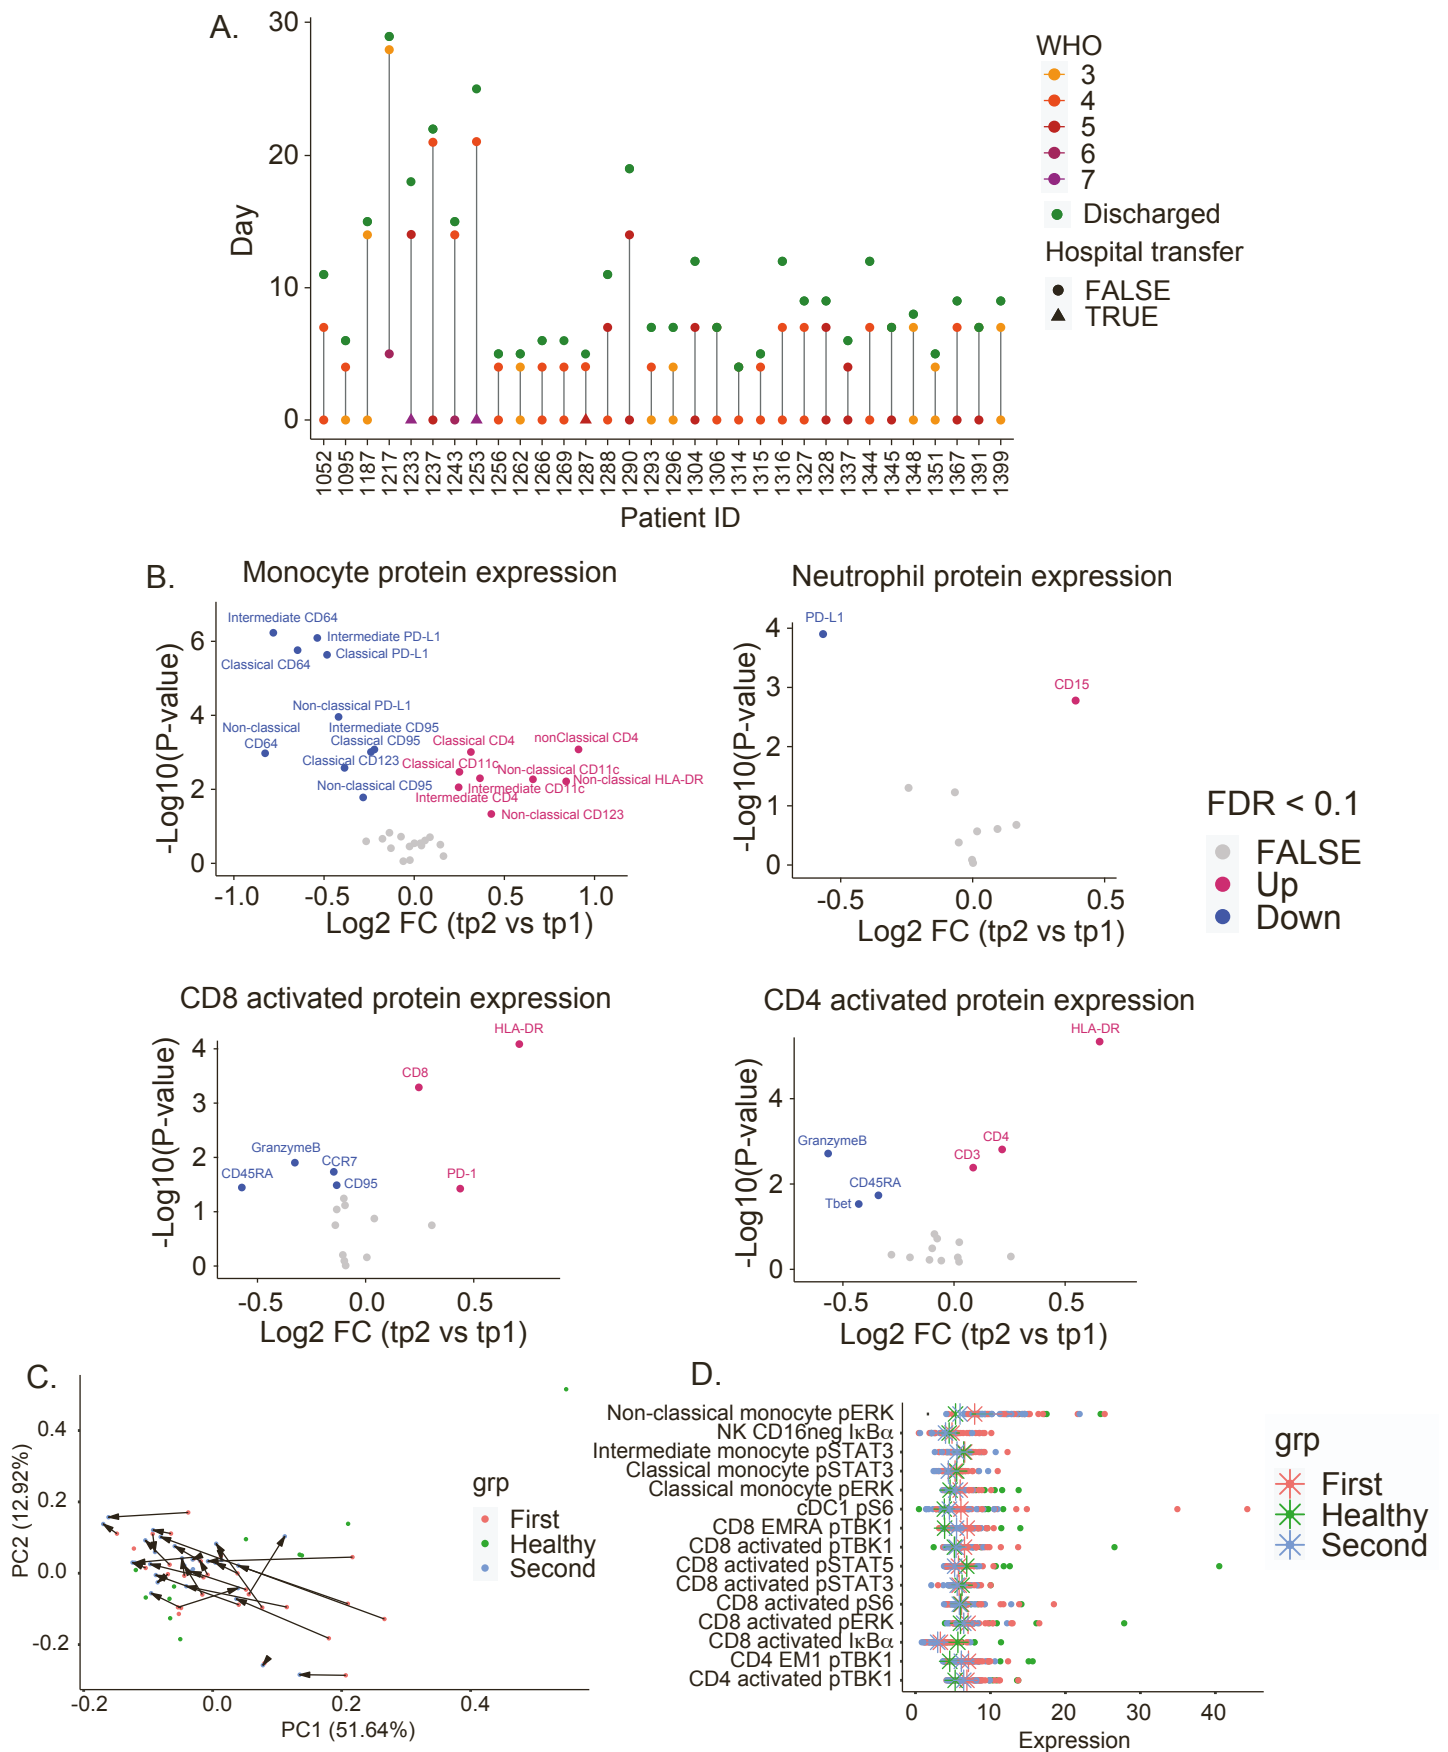 A.
30
20
10
0
Day
1052 1095 1187 1217 1233 1237 1243 1253 1256 1262 1266 1269 1287 1288 1290 1293 1296 1304 1306 1314 1315 1316 1327 1328 1337 1344 1345 1348 1351 1367 1391 1399
Patient ID
WHO
3
4
5
6
7
Discharged
Hospital transfer
FALSE
TRUE
B.
Monocyte protein expression
-Log10(P-value)
6
4
2
0
Intermediate CD64
Intermediate PD-L1
Classical CD64
Classical PD-L1
Non-classical PD-L1
Non-classical
CD64
Intermediate CD95
Classical CD95
Classical CD123
Non-classical CD95
Classical CD4
nonClassical CD4
Classical CD11c
Non-classical CD11c
Non-classical HLA-DR
Intermediate CD11c
Intermediate CD4
Non-classical CD123
-1.0 -0.5 0.0 0.5 1.0
Log2 FC (tp2 vs tp1)
Neutrophil protein expression
-Log10(P-value)
4
3
2
1
0
PD-L1
CD15
-0.5 0.0 0.5
Log2 FC (tp2 vs tp1)
FDR < 0.1
FALSE
Up
Down
CD8 activated protein expression
-Log10(P-value)
4
3
2
1
0
HLA-DR
CD8
GranzymeB
CCR7
CD45RA
CD95
PD-1
-0.5 0.0 0.5
Log2 FC (tp2 vs tp1)
CD4 activated protein expression
-Log10(P-value)
4
2
0
HLA-DR
GranzymeB
CD4
CD3
CD45RA
Tbet
-0.5 0.0 0.5
Log2 FC (tp2 vs tp1)
C.
PC2 (12.92%)
0.4
0.2
0.0
-0.2
-0.2 0.0 0.2 0.4
PC1 (51.64%)
grp
First
Healthy
Second
D.
Non-classical monocyte pERK
NK CD16neg IκBα
Intermediate monocyte pSTAT3
Classical monocyte pSTAT3
Classical monocyte pERK
cDC1 pS6
CD8 EMRA pTBK1
CD8 activated pTBK1
CD8 activated pSTAT5
CD8 activated pSTAT3
CD8 activated pS6
CD8 activated pERK
CD8 activated IκBα
CD4 EM1 pTBK1
CD4 activated pTBK1
0 10 20 30 40
Expression
grp
First
Healthy
Second